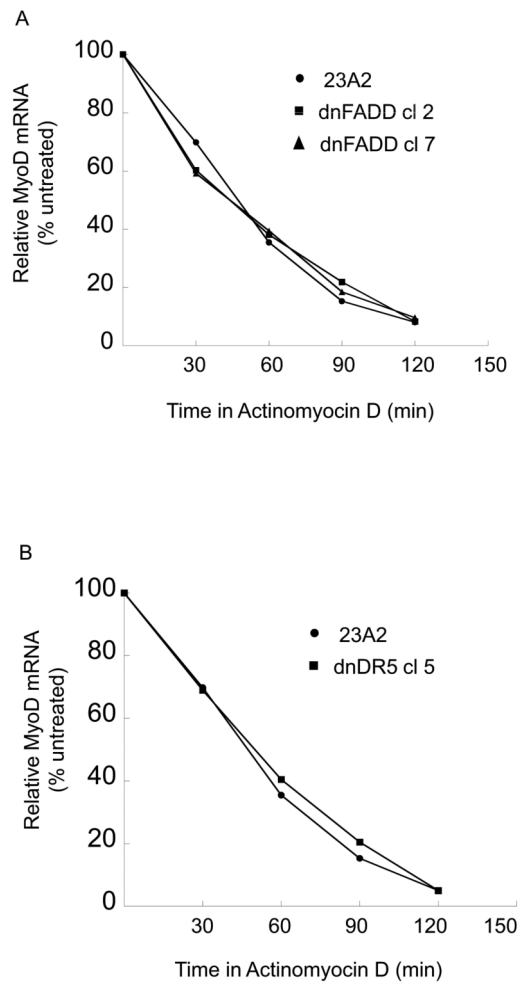 A
100
80
60
40
20
0
Relative MyoD mRNA
(% untreated)
23A2
dnFADD cl 2
dnFADD cl 7
30 60 90 120 150
Time in Actinomyocin D (min)
B
100
80
60
40
20
0
Relative MyoD mRNA
(% untreated)
23A2
dnDR5 cl 5
30 60 90 120 150
Time in Actinomyocin D (min)